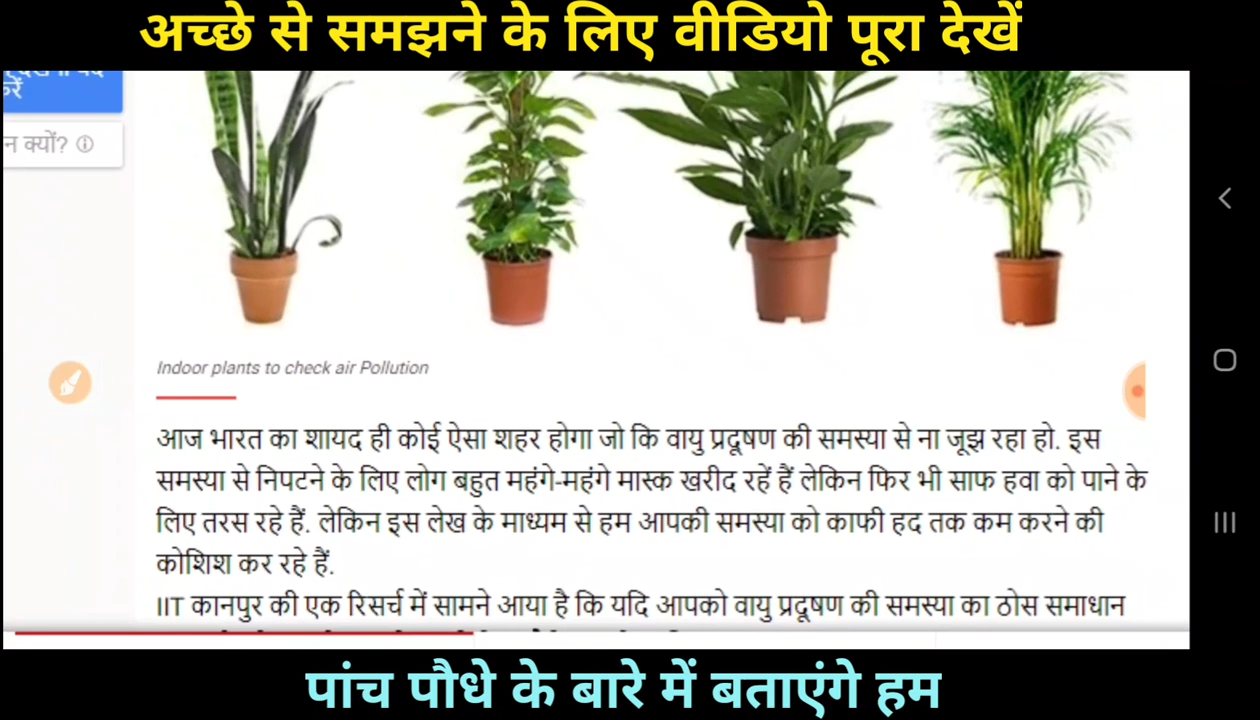 अच्छे से समझने के लिए वीडियो पूरा देखें
करें
न क्यों?
Indoor plants to check air Pollution
आज भारत का शायद ही कोई ऐसा शहर होगा जो कि वायु प्रदूषण की समस्या से ना जूझ रहा हो. इस
समस्या से निपटने के लिए लोग बहुत महंगे-महंगे मास्क खरीद रहें हैं लेकिन फिर भी साफ हवा को पाने के
लिए तरस रहे हैं. लेकिन इस लेख के माध्यम से हम आपकी समस्या को काफी हद तक कम करने की
कोशिश कर रहे हैं.
IIT कानपुर की एक रिसर्च में सामने आया है कि यदि आपको वायु प्रदूषण की समस्या का ठोस समाधान
पांच पौधे के बारे में बताएंगे हम